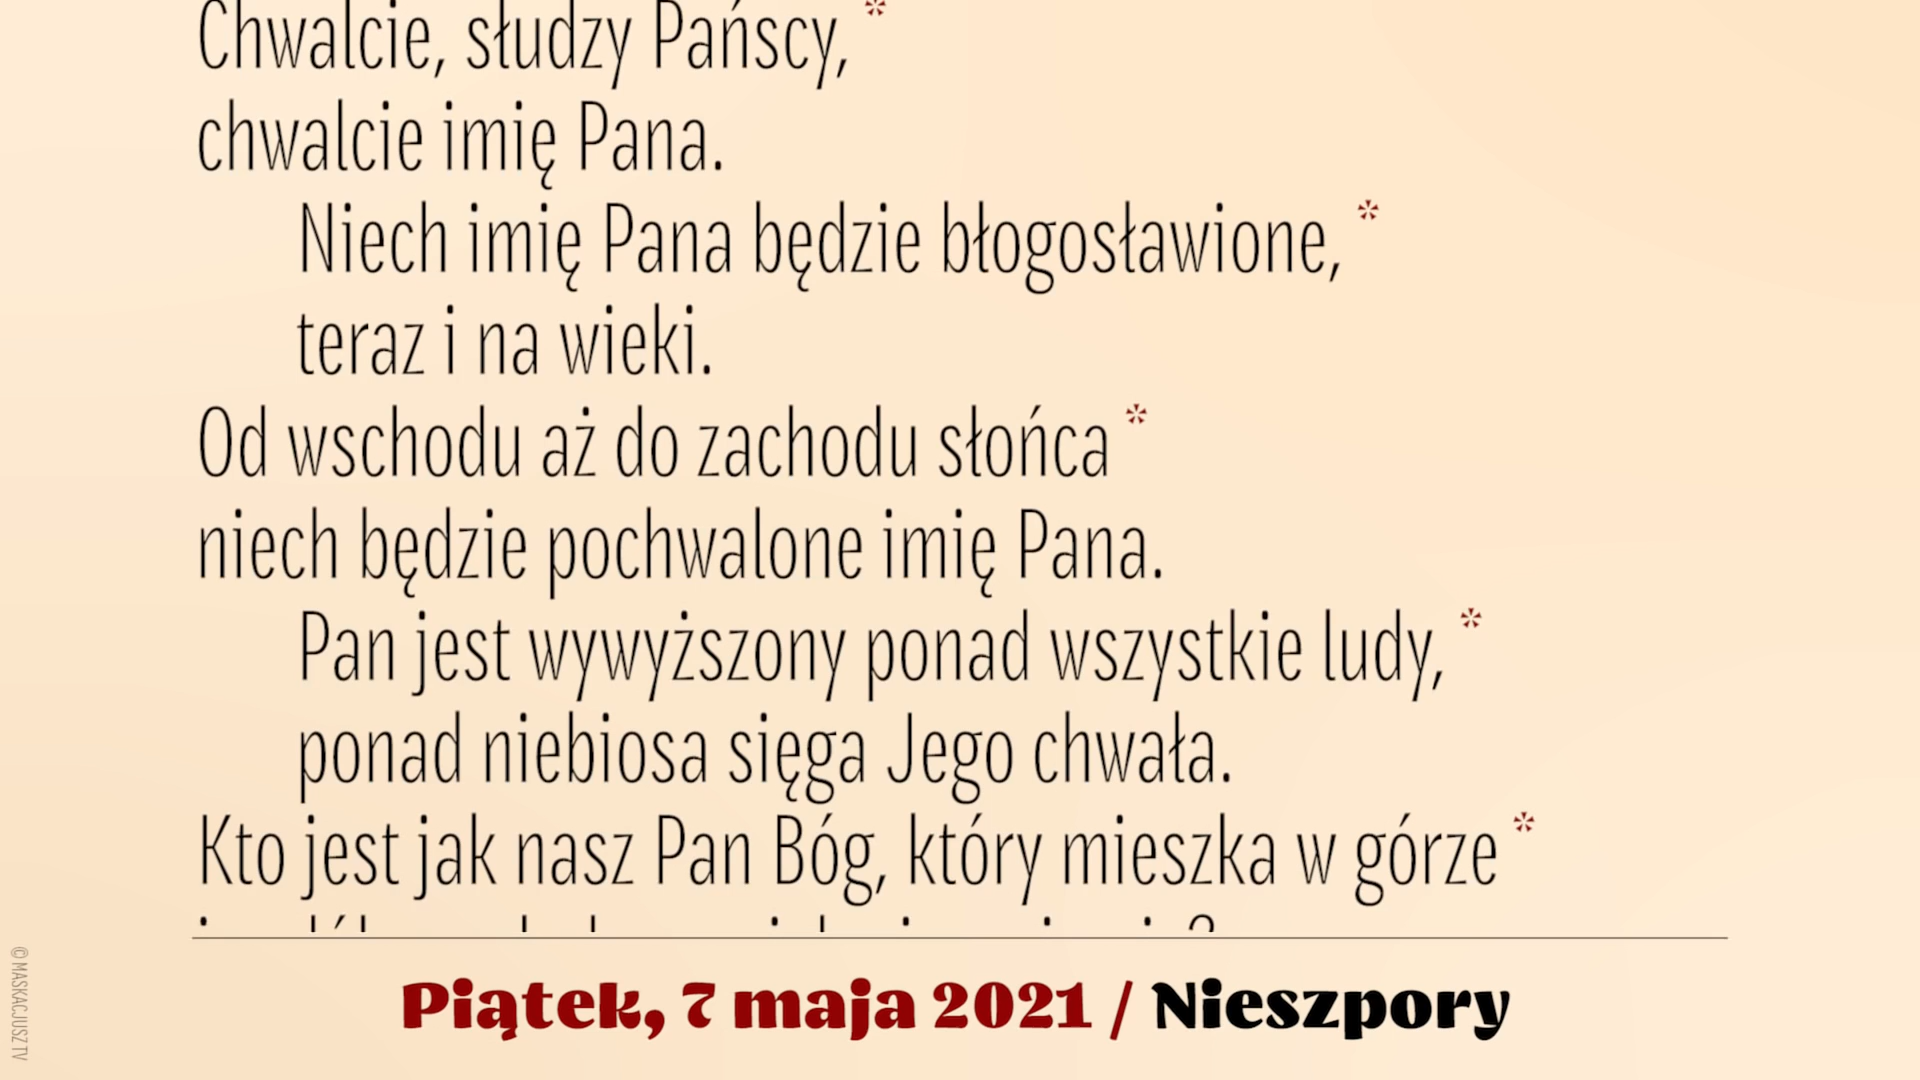 Chwalcie, słudzy Pańscy, *
chwalcie imię Pana.
Niech imię Pana będzie błogosławione, *
teraz i na wieki.
Od wschodu aż do zachodu słońca *
niech będzie pochwalone imię Pana.
Pan jest wywyższony ponad wszystkie ludy, *
ponad niebiosa sięga Jego chwała.
Kto jest jak nasz Pan Bóg, który mieszka w górze *
Piątek, 7 maja 2021 / Nieszpory
© MASKACJUSZ TV